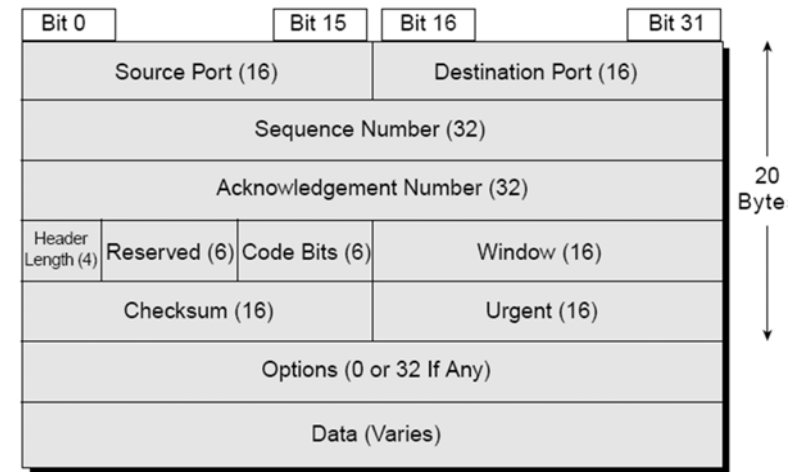 Bit 0
Bit 15
Bit 16
Bit 31
Source Port (16)
Destination Port (16)
Sequence Number (32)
Acknowledgement Number (32)
Header
Length (4)
Reserved (6)
Code Bits (6)
Window (16)
Checksum (16)
Urgent (16)
Options (0 or 32 If Any)
Data (Varies)
20
Byte